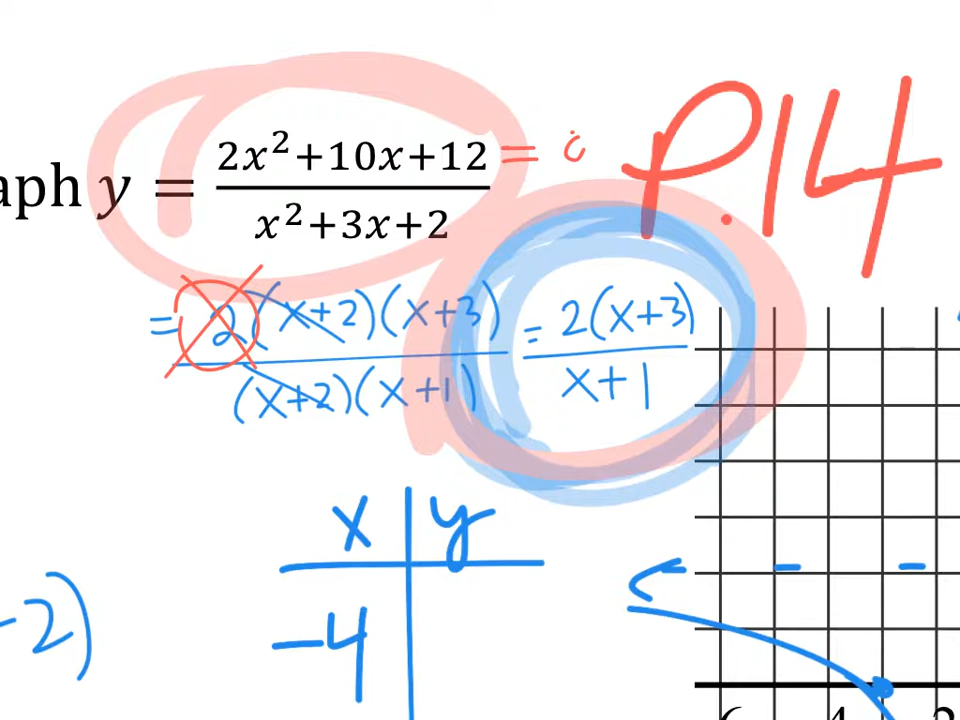 aph y = (2x²+10x+12)/(x²+3x+2) =
P.14
= 2(x+2)(x+3)/(x+2)(x+1) = 2(x+3)/x+1
x | y
-4
-2)